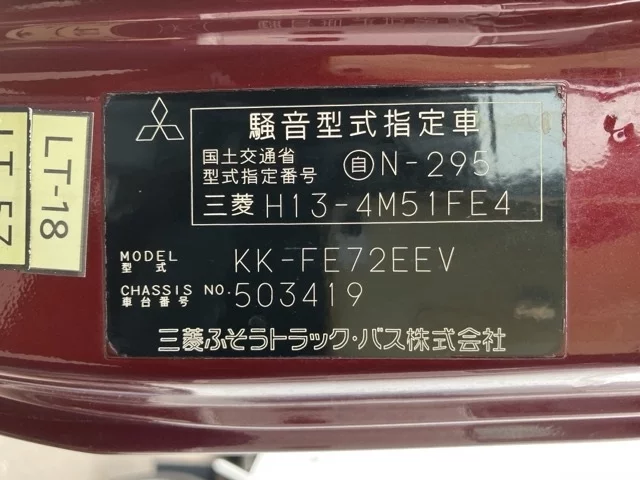 騒音型式指定車
国土交通省
型式指定番号 自N-295
三菱 H13-4M51FE4
MODEL
型式 KK-FE72EEV
CHASSIS NO.
車台番号 503419
三菱ふそうトラック・バス株式会社
LT-18
LT-57